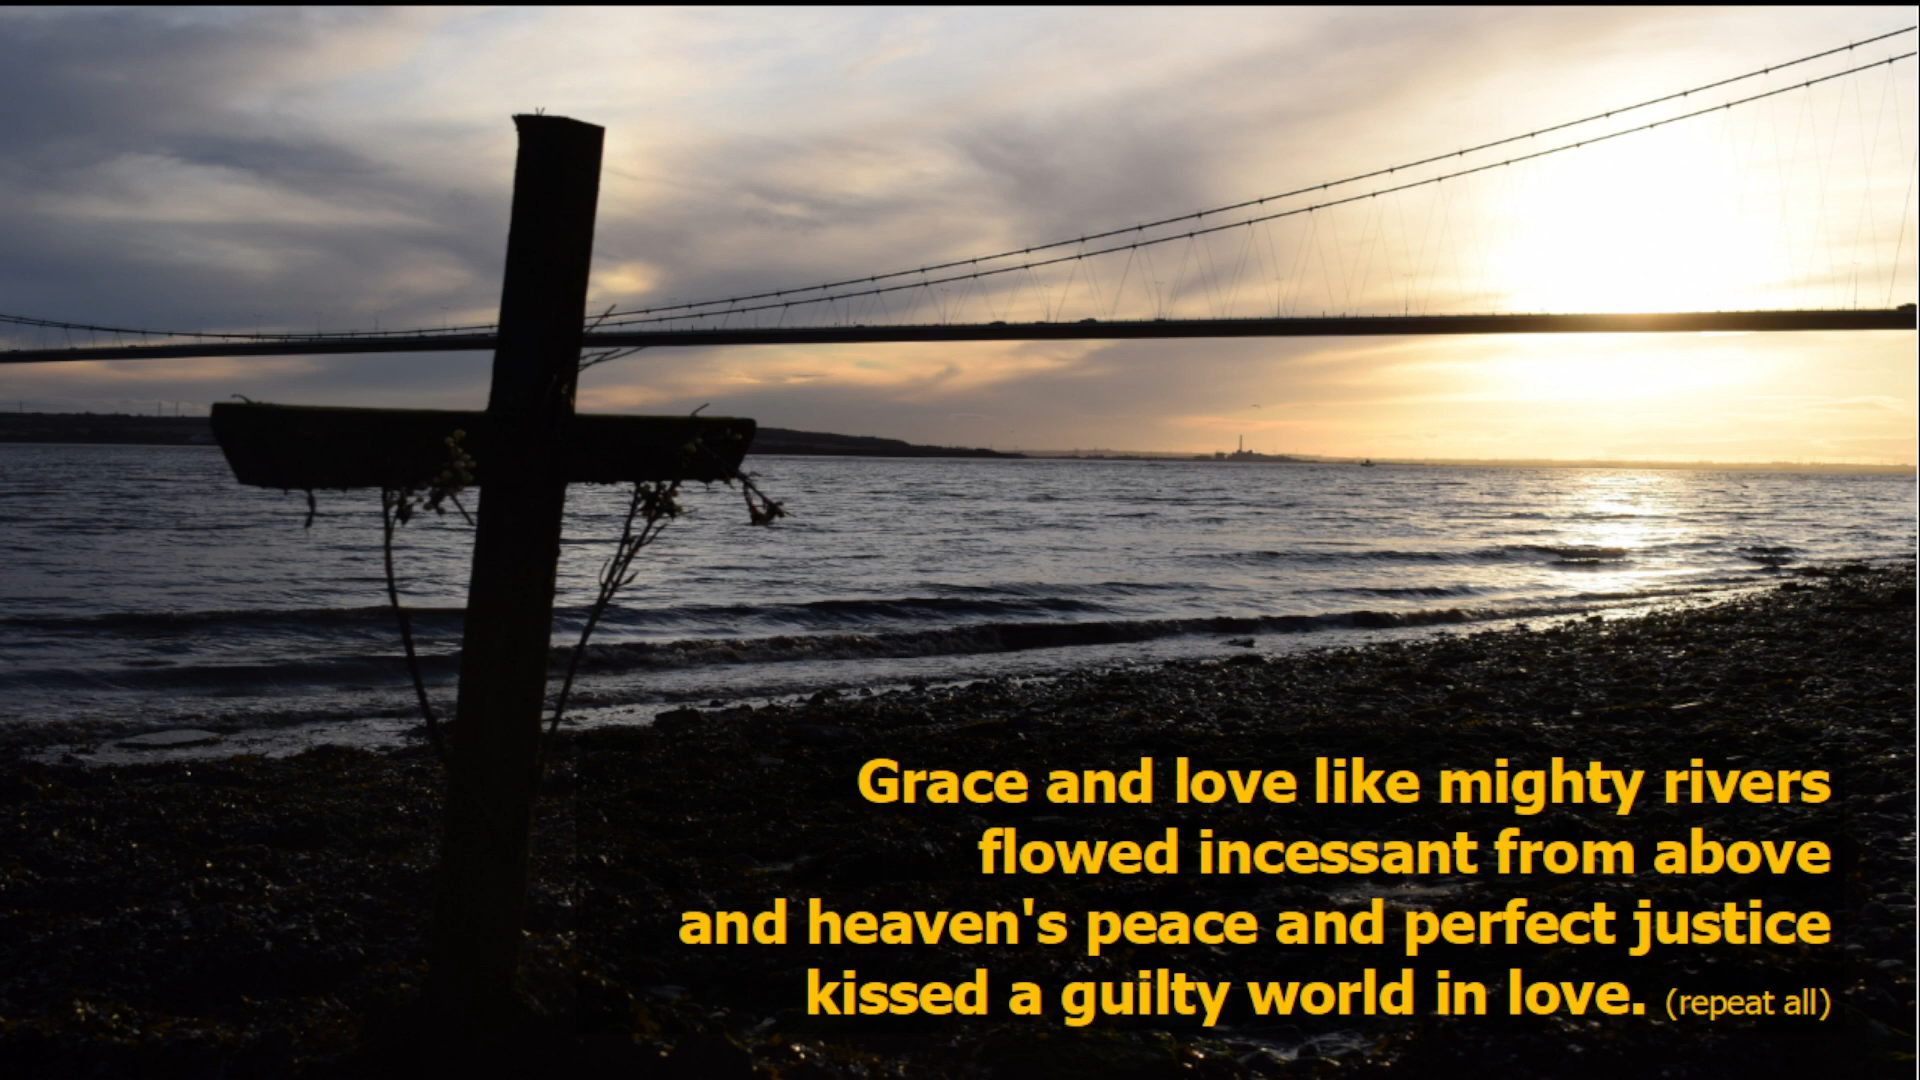 Grace and love like mighty rivers
flowed incessant from above
and heaven's peace and perfect justice
kissed a guilty world in love. (repeat all)